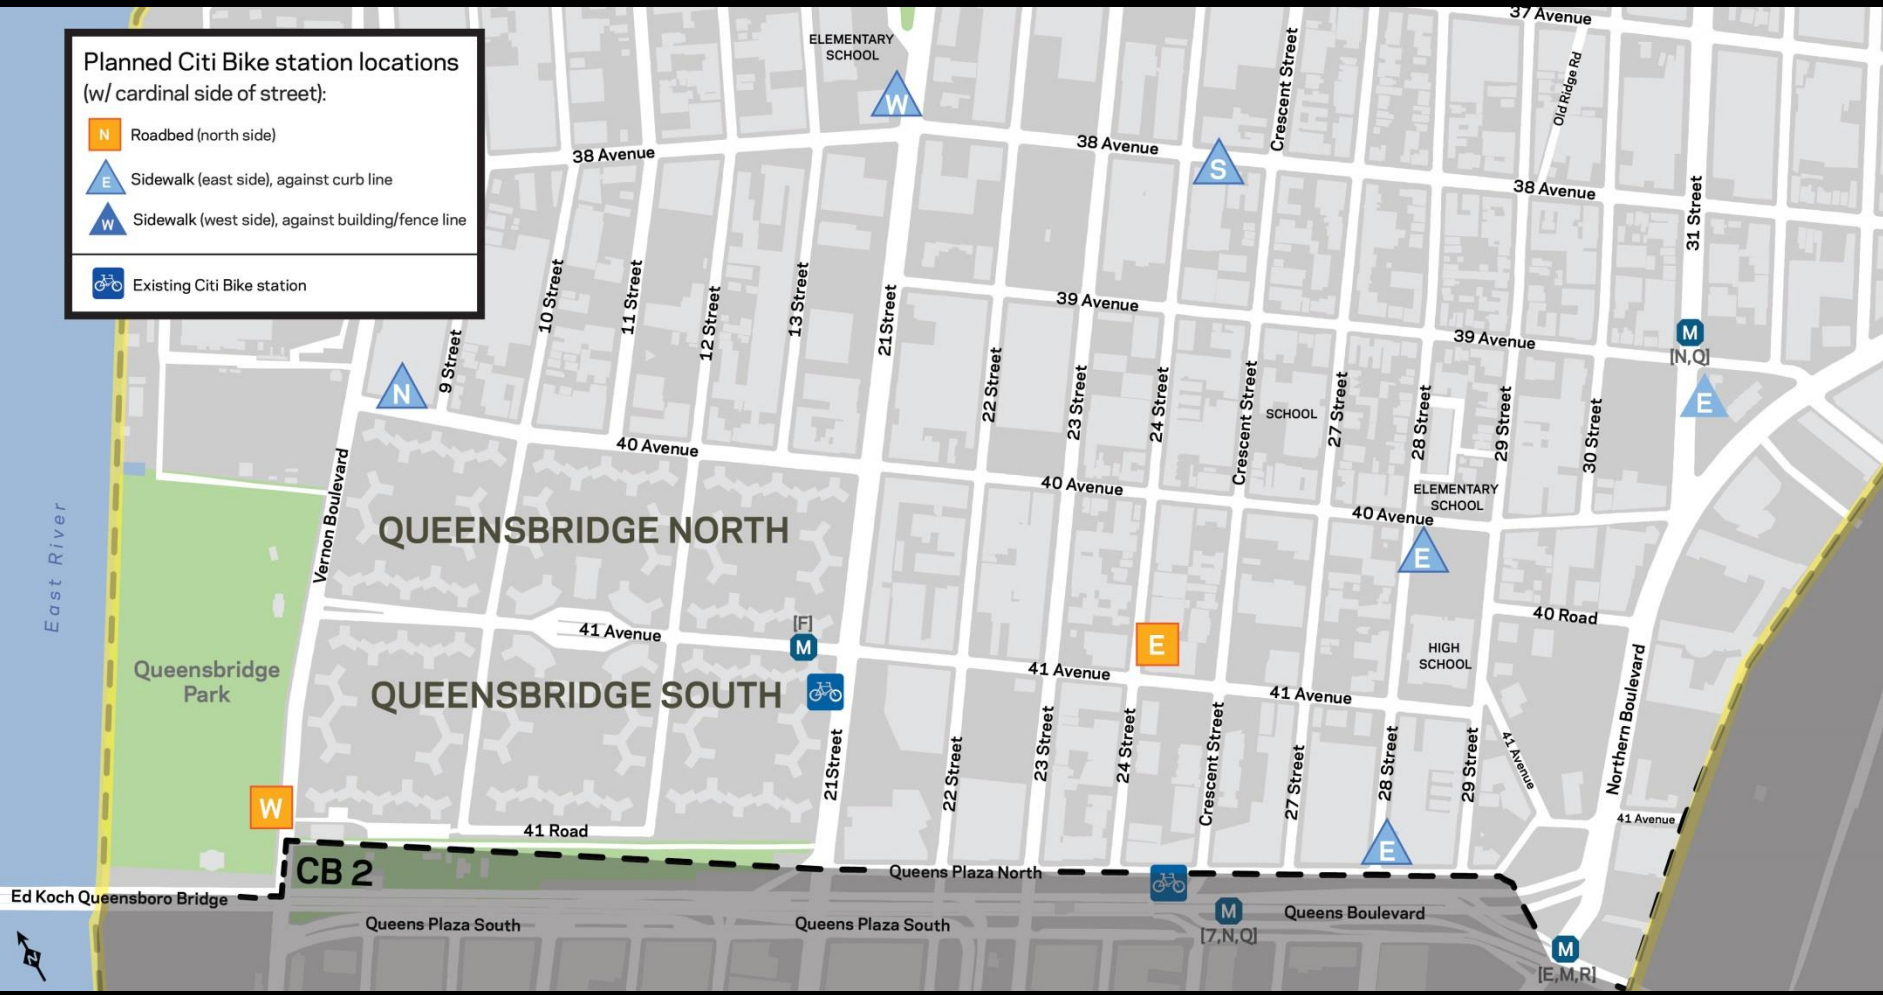 Planned Citi Bike station locations
(w/ cardinal side of street):
N Roadbed (north side)
E Sidewalk (east side), against curb line
W Sidewalk (west side), against building/fence line
Existing Citi Bike station
37 Avenue
ELEMENTARY
SCHOOL
W
Crescent Street
Old Ridge Rd
38 Avenue
38 Avenue
S
38 Avenue
31 Street
10 Street
11 Street
12 Street
13 Street
21Street
39 Avenue
39 Avenue
M
[N,Q]
9 Street
N
22 Street
23 Street
24 Street
Crescent Street
SCHOOL
27 Street
28 Street
29 Street
30 Street
E
40 Avenue
40 Avenue
ELEMENTARY
SCHOOL
40 Avenue
Vernon Boulevard
QUEENSBRIDGE NORTH
E
East River
[F]
M
41 Avenue
40 Road
E
HIGH
SCHOOL
Queensbridge
Park
QUEENSBRIDGE SOUTH
41 Avenue
41 Avenue
Northern Boulevard
21Street
22 Street
23 Street
24 Street
Crescent Street
27 Street
28 Street
29 Street
41 Avenue
W
41 Road
41 Avenue
E
CB 2
Queens Plaza North
Ed Koch Queensboro Bridge
Queens Plaza South
Queens Plaza South
M
[7,N,Q]
Queens Boulevard
M
[E,M,R]
N